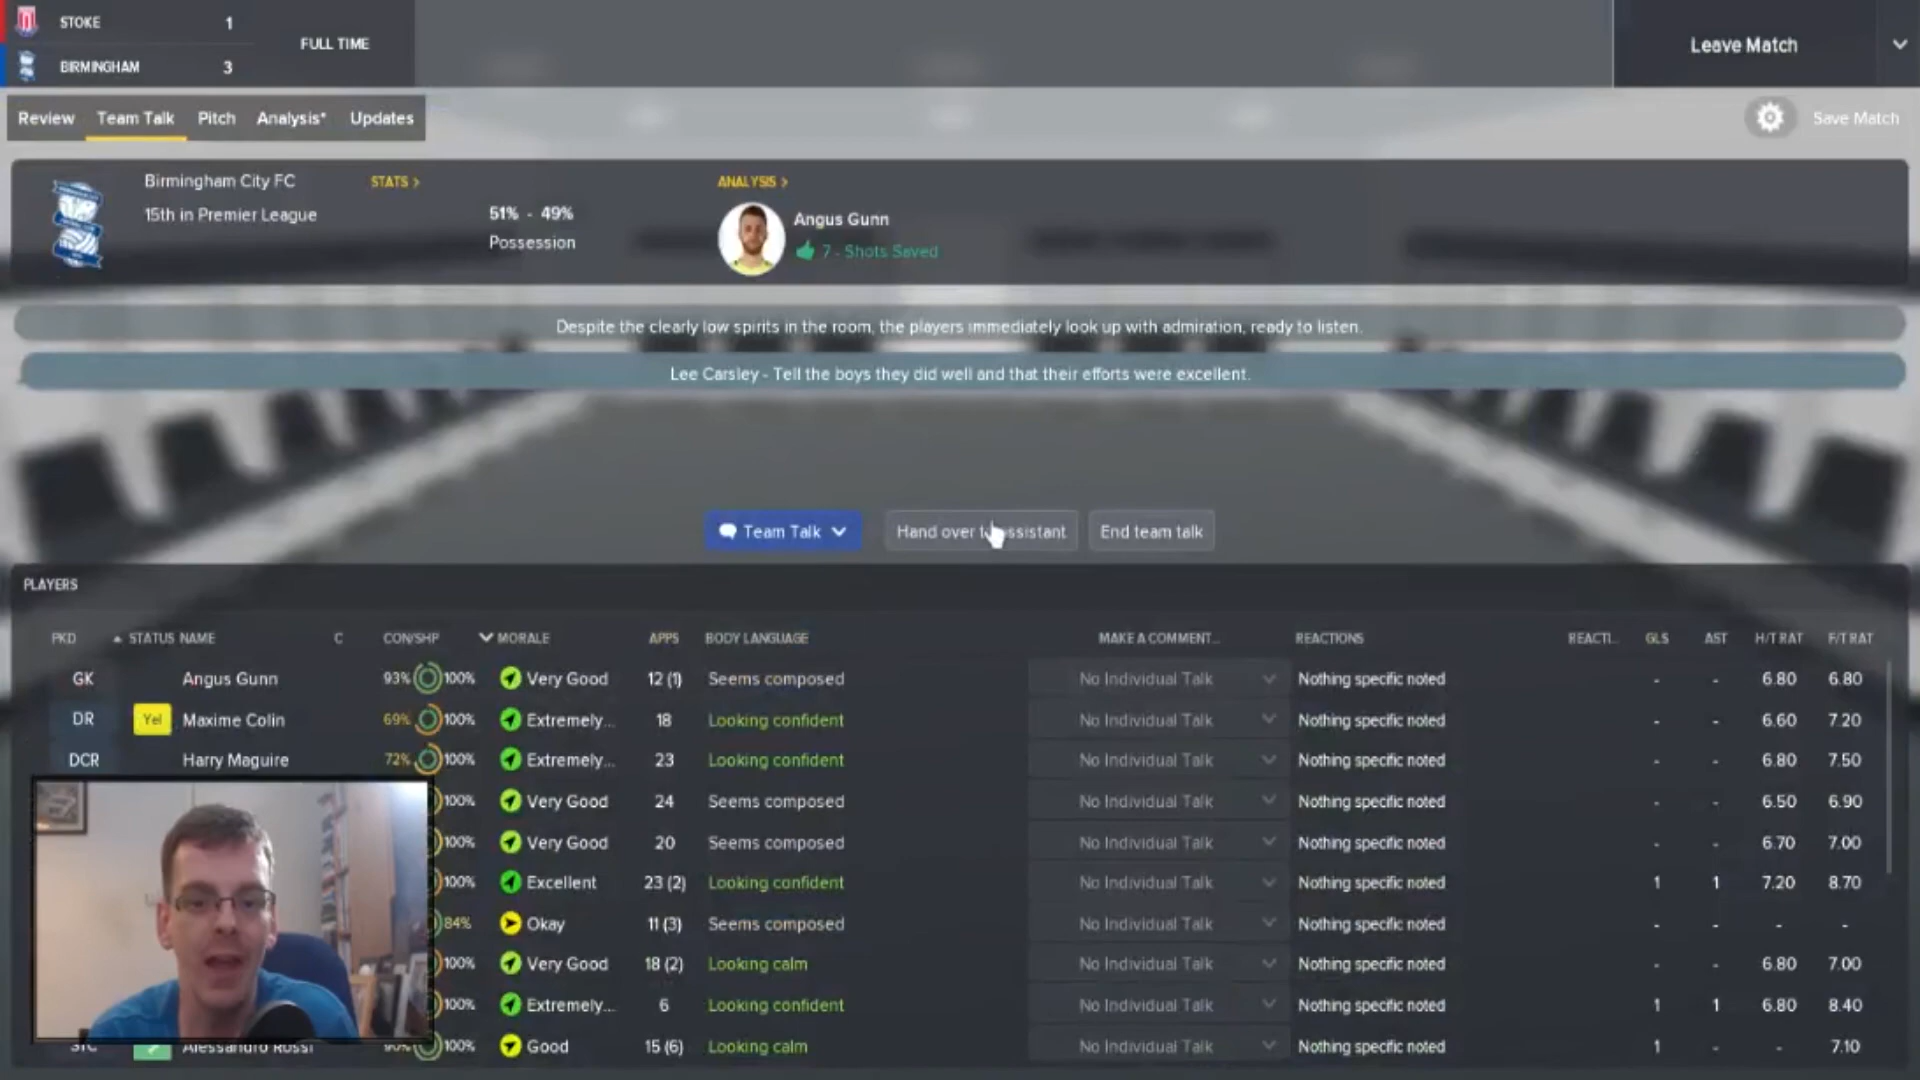 STOKE 1
BIRMINGHAM 3
FULL TIME
Leave Match
Review Team Talk Pitch Analysis* Updates
Save Match
Birmingham City FC
15th in Premier League
STATS >
51% - 49%
Possession
ANALYSIS >
Angus Gunn
7 - Shots Saved
Despite the clearly low spirits in the room, the players immediately look up with admiration, ready to listen.
Lee Carsley - Tell the boys they did well and that their efforts were excellent.
Team Talk Hand over assistant End team talk
PLAYERS
PKD STATUS NAME C CON/SHP MORALE APPS BODY LANGUAGE MAKE A COMMENT... REACTIONS REACTI... GLS AST H/T RAT F/T RAT
GK Angus Gunn 93% 100% Very Good 12 (1) Seems composed No Individual Talk Nothing specific noted - - 6.80 6.80
DR Yel Maxime Colin 69% 100% Extremely... 18 Looking confident No Individual Talk Nothing specific noted - - 6.60 7.20
DCR Harry Maguire 72% 100% Extremely... 23 Looking confident No Individual Talk Nothing specific noted - - 6.80 7.50
100% Very Good 24 Seems composed No Individual Talk Nothing specific noted - - 6.50 6.90
100% Very Good 20 Seems composed No Individual Talk Nothing specific noted - - 6.70 7.00
100% Excellent 23 (2) Looking confident No Individual Talk Nothing specific noted 1 1 7.20 8.70
84% Okay 11 (3) Seems composed No Individual Talk Nothing specific noted - - - -
100% Very Good 18 (2) Looking calm No Individual Talk Nothing specific noted - - 6.80 7.00
100% Extremely... 6 Looking confident No Individual Talk Nothing specific noted 1 1 6.80 8.40
STC Alessandro Rossi 90% 100% Good 15 (6) Looking calm No Individual Talk Nothing specific noted 1 - - 7.10